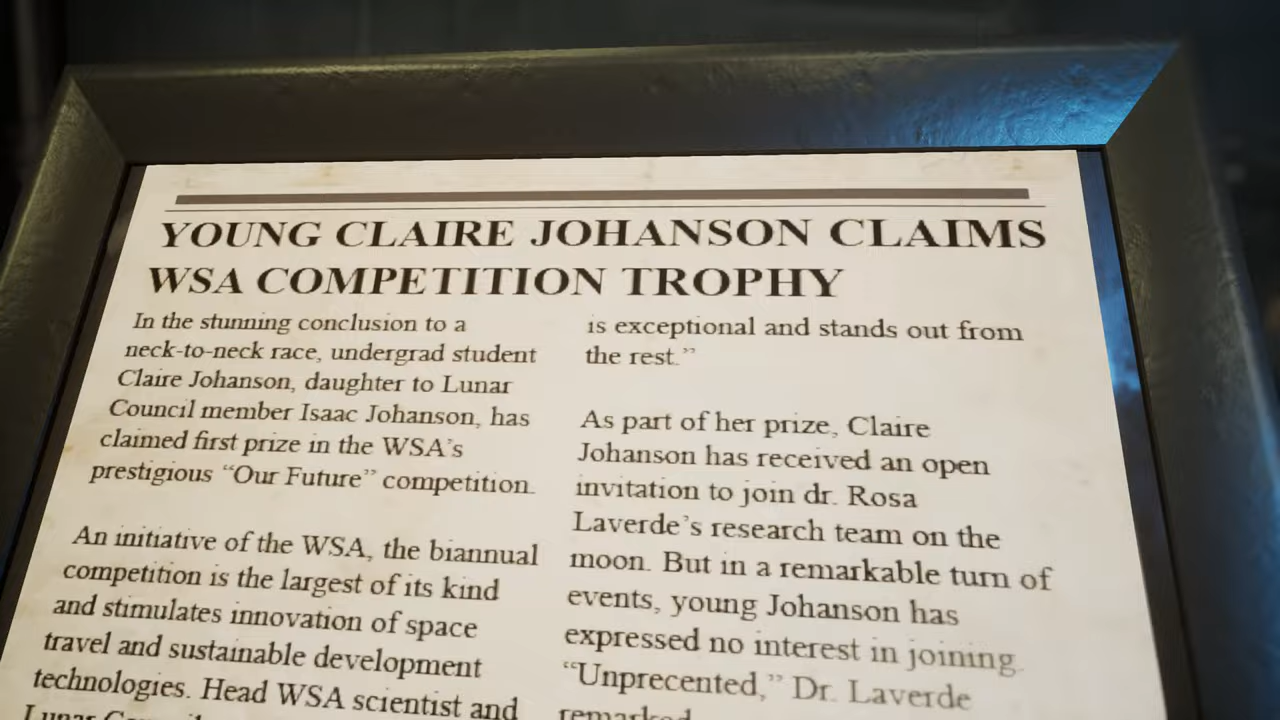 YOUNG CLAIRE JOHANSON CLAIMS
WSA COMPETITION TROPHY
In the stunning conclusion to a
neck-to-neck race, undergrad student
Claire Johanson, daughter to Lunar
Council member Isaac Johanson, has
claimed first prize in the WSA's
prestigious “Our Future” competition.
An initiative of the WSA, the biannual
competition is the largest of its kind
and stimulates innovation of space
travel and sustainable development
technologies. Head WSA scientist and
Lunar
is exceptional and stands out from
the rest.”
As part of her prize, Claire
Johanson has received an open
invitation to join dr. Rosa
Laverde's research team on the
moon. But in a remarkable turn of
events, young Johanson has
expressed no interest in joining.
“Unprecented,” Dr. Laverde
remarked